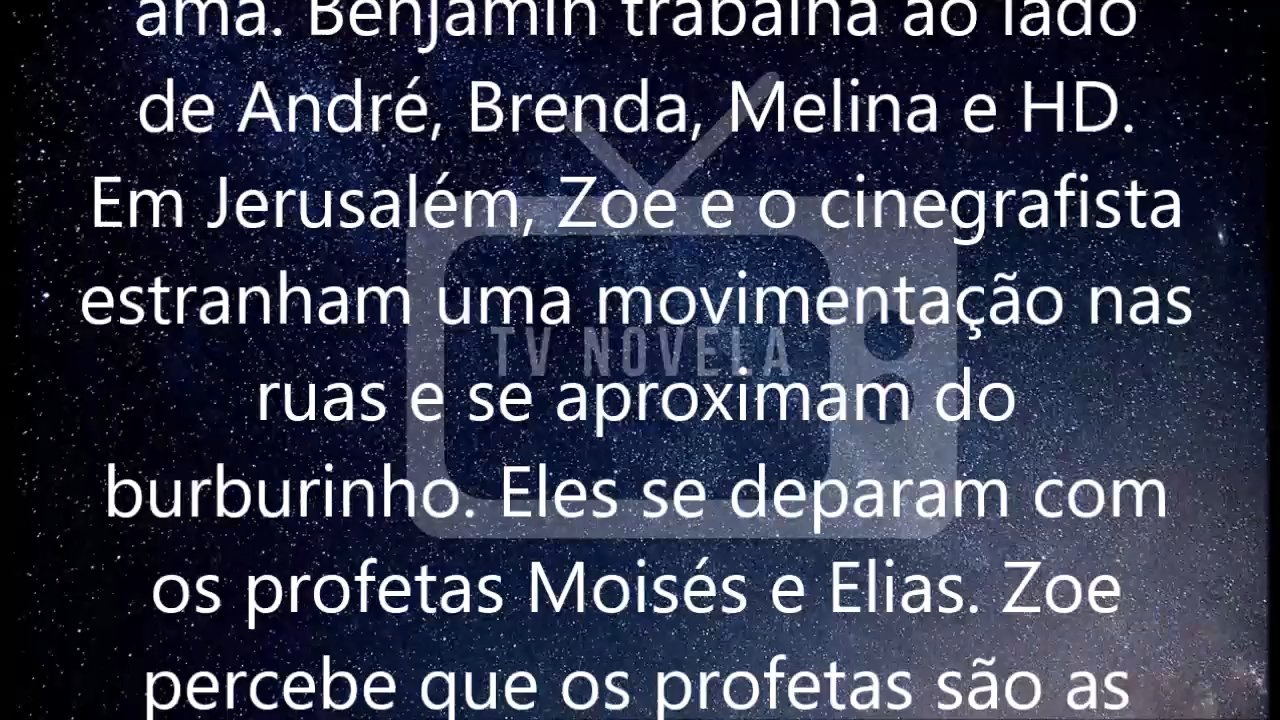 ama. Benjamin trabalha ao lado
de André, Brenda, Melina e HD.
Em Jerusalém, Zoe e o cinegrafista
estranham uma movimentação nas
TV NOVELA
ruas e se aproximam do
burburinho. Eles se deparam com
os profetas Moisés e Elias. Zoe
percebe que os profetas são as